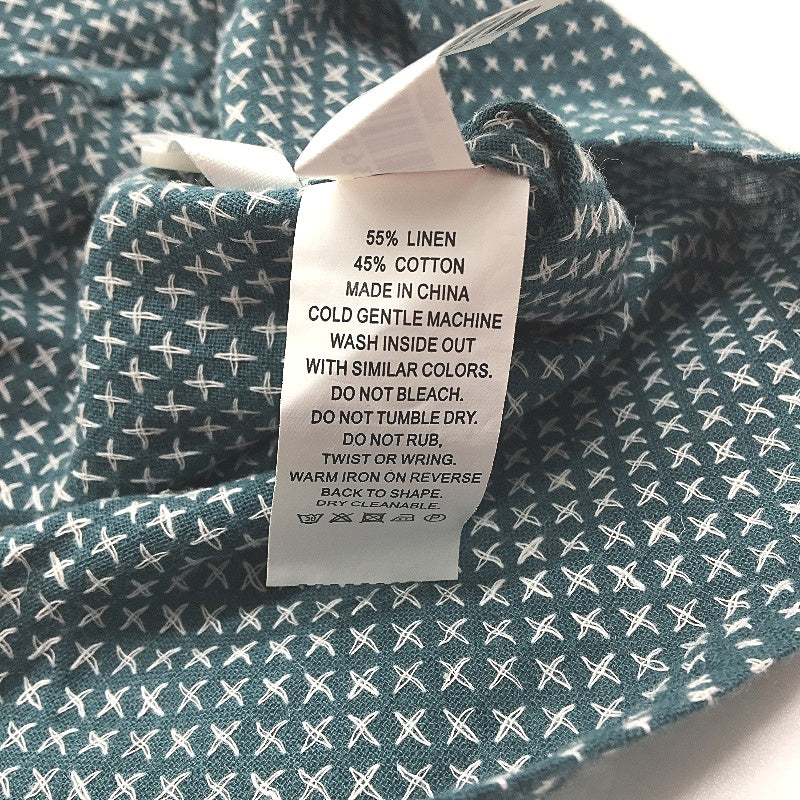 55% LINEN
45% COTTON
MADE IN CHINA
COLD GENTLE MACHINE
WASH INSIDE OUT
WITH SIMILAR COLORS.
DO NOT BLEACH.
DO NOT TUMBLE DRY.
DO NOT RUB,
TWIST OR WRING.
WARM IRON ON REVERSE
BACK TO SHAPE.
DRY CLEANABLE.
30 P